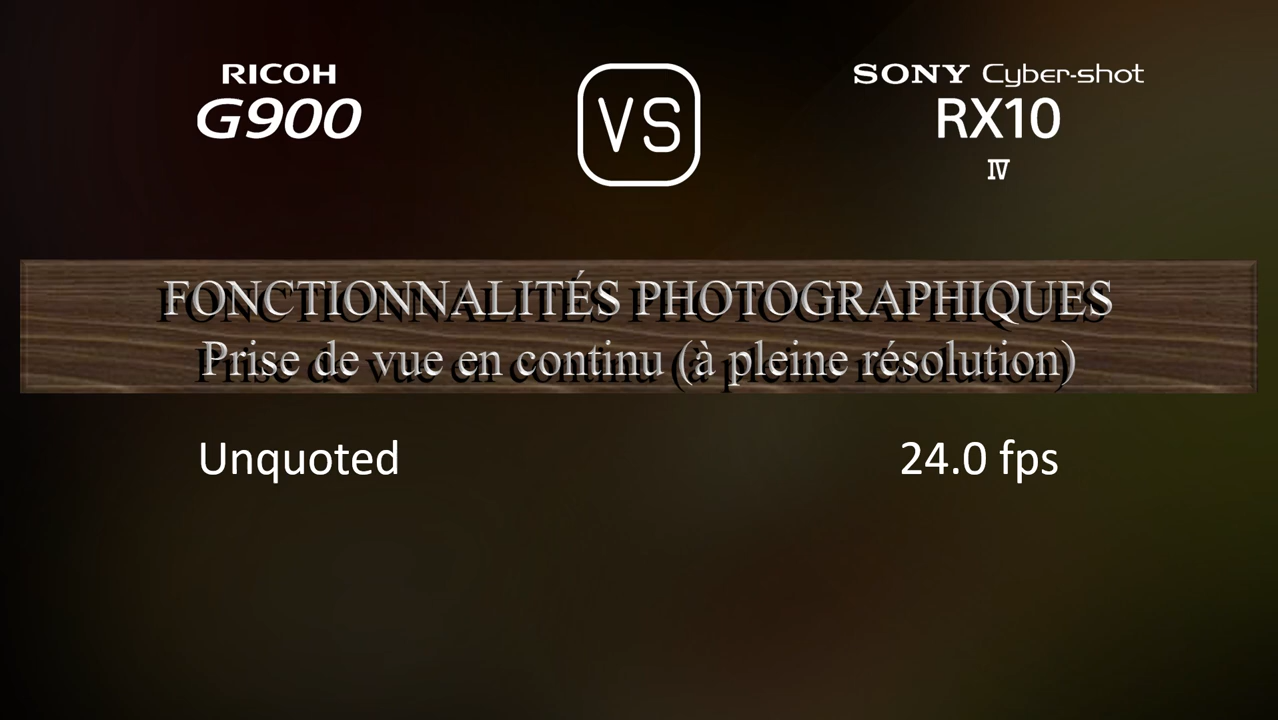 RICOH
G900
VS
SONY Cyber-shot
RX10
IV
FONCTIONNALITÉS PHOTOGRAPHIQUES
Prise de vue en continu (à pleine résolution)
Unquoted
24.0 fps